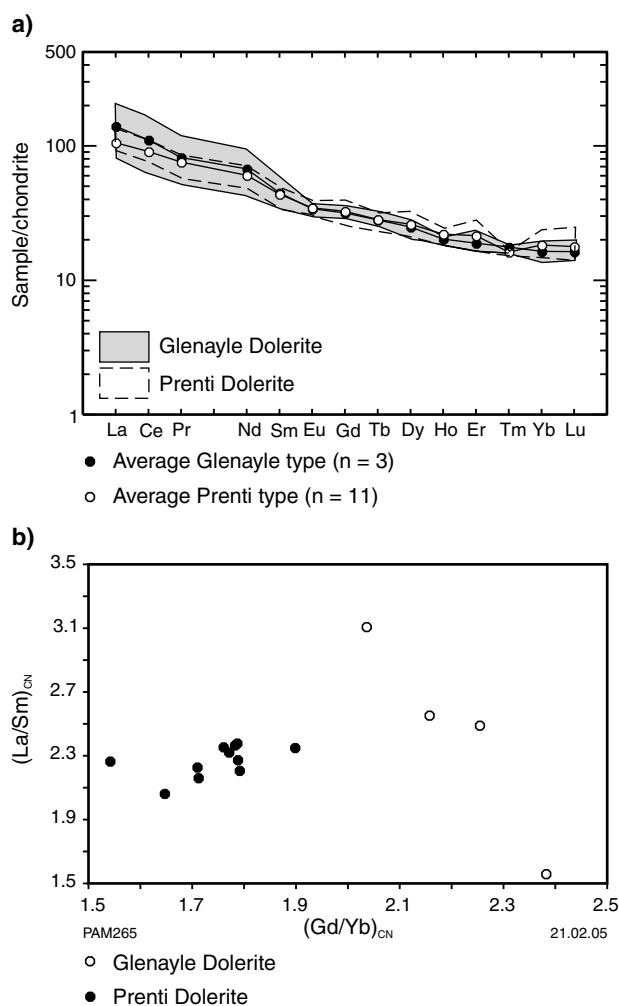 a)
500
100
10
1
Sample/chondrite
Glenayle Dolerite
Prenti Dolerite
La Ce Pr Nd Sm Eu Gd Tb Dy Ho Er Tm Yb Lu
Average Glenayle type (n = 3)
Average Prenti type (n = 11)
b)
3.5
3.1
2.7
2.3
1.9
1.5
(La/Sm)CN
1.5 1.7 1.9 2.1 2.3 2.5
(Gd/Yb)CN
PAM265 21.02.05
Glenayle Dolerite
Prenti Dolerite